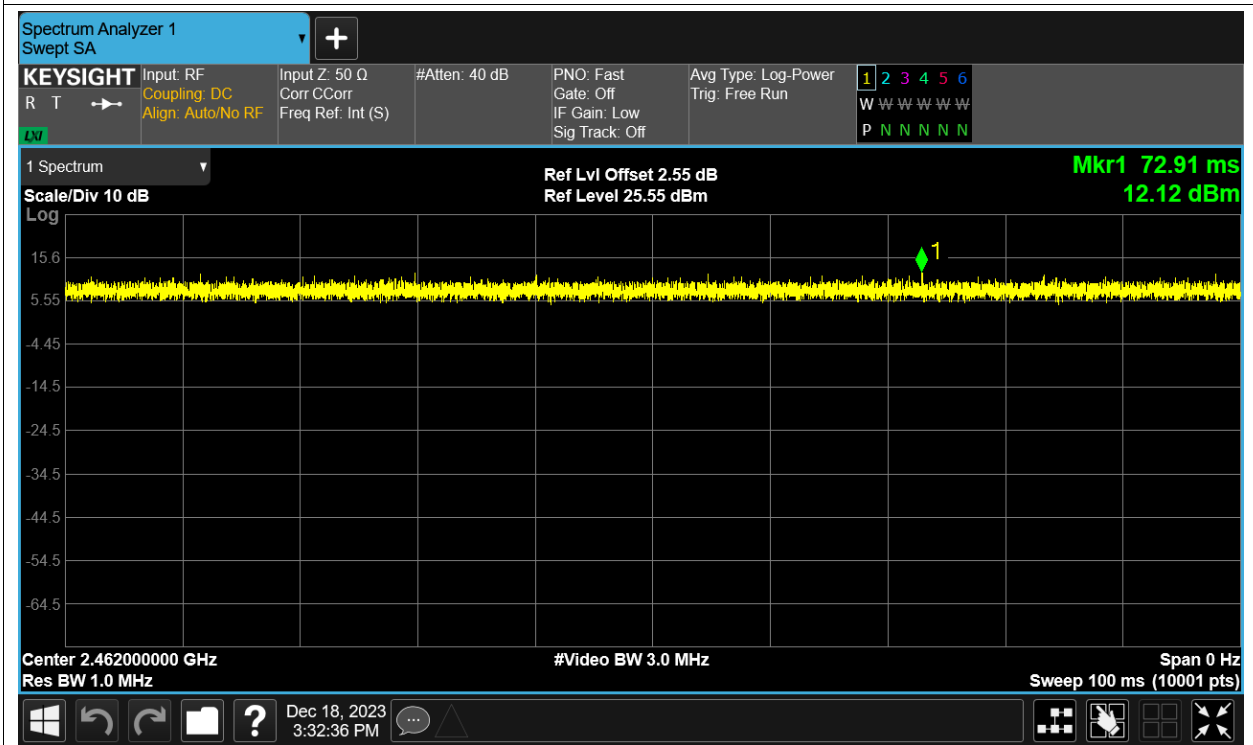 Spectrum Analyzer 1
Swept SA
KEYSIGHT
R T
LXI
Input: RF
Coupling: DC
Align: Auto/No RF
Input Z: 50 Ω
Corr CCorr
Freq Ref: Int (S)
#Atten: 40 dB
PNO: Fast
Gate: Off
IF Gain: Low
Sig Track: Off
Avg Type: Log-Power
Trig: Free Run
1 2 3 4 5 6
W W W W W W
P N N N N N
1 Spectrum
Scale/Div 10 dB
Ref Lvl Offset 2.55 dB
Ref Level 25.55 dBm
Mkr1 72.91 ms
12.12 dBm
Log
1
15.6
5.55
-4.45
-14.5
-24.5
-34.5
-44.5
-54.5
-64.5
Center 2.462000000 GHz
#Video BW 3.0 MHz
Span 0 Hz
Res BW 1.0 MHz
Sweep 100 ms (10001 pts)
?
Dec 18, 2023
3:32:36 PM